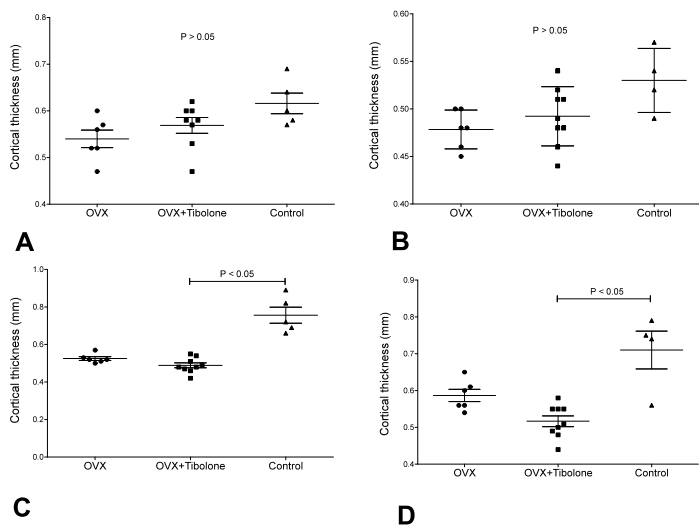 0.8
0.7
0.6
0.5
0.4
Cortical thickness (mm)
P > 0.05
OVX
OVX+Tibolone
Control
A
0.60
0.55
0.50
0.45
0.40
Cortical thickness (mm)
P > 0.05
OVX
OVX+Tibolone
Control
B
1.0
0.8
0.6
0.4
0.2
0.0
Cortical thickness (mm)
P < 0.05
OVX
OVX+Tibolone
Control
C
0.9
0.8
0.7
0.6
0.5
0.4
Cortical thickness (mm)
P < 0.05
OVX
OVX+Tibolone
Control
D